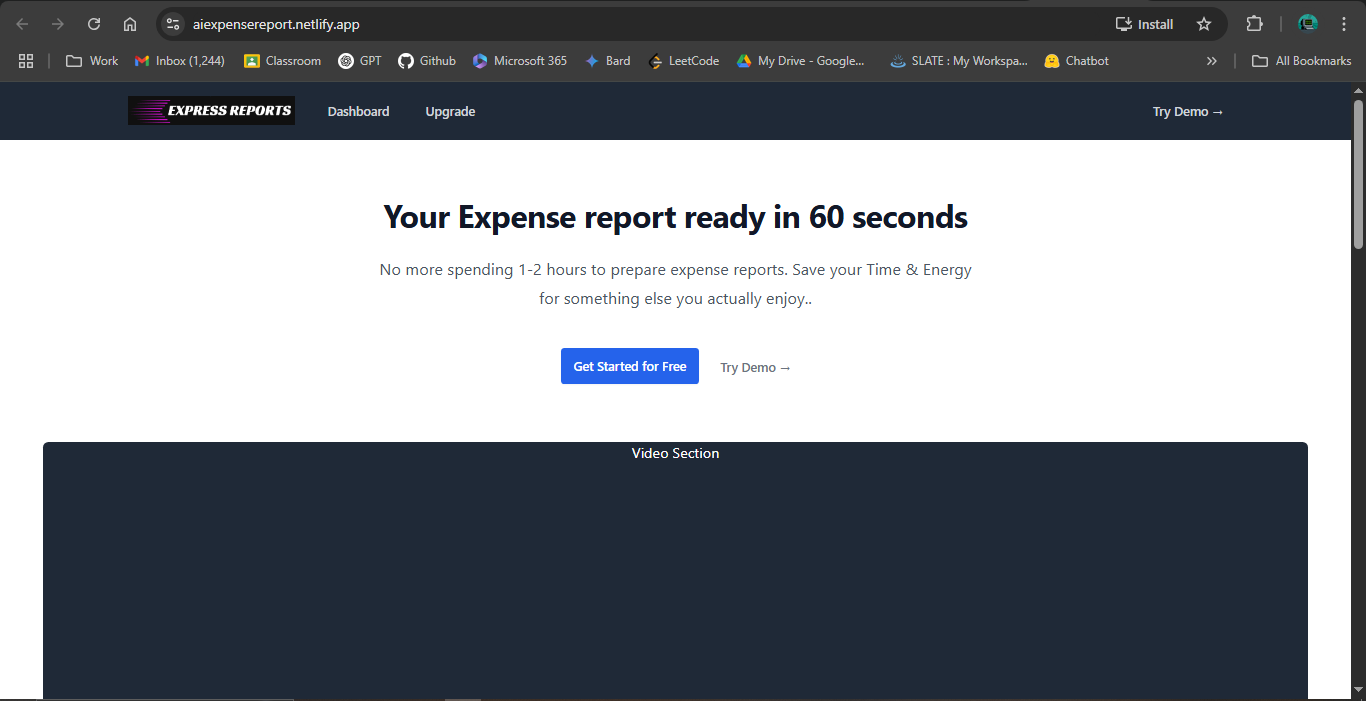 aiexpensereport.netlify.app
Install
Work
Inbox (1,244)
Classroom
GPT
Github
Microsoft 365
Bard
LeetCode
My Drive - Google...
SLATE : My Workspa...
Chatbot
All Bookmarks
EXPRESS REPORTS
Dashboard
Upgrade
Try Demo →
Your Expense report ready in 60 seconds
No more spending 1-2 hours to prepare expense reports. Save your Time & Energy
for something else you actually enjoy..
Get Started for Free
Try Demo →
Video Section